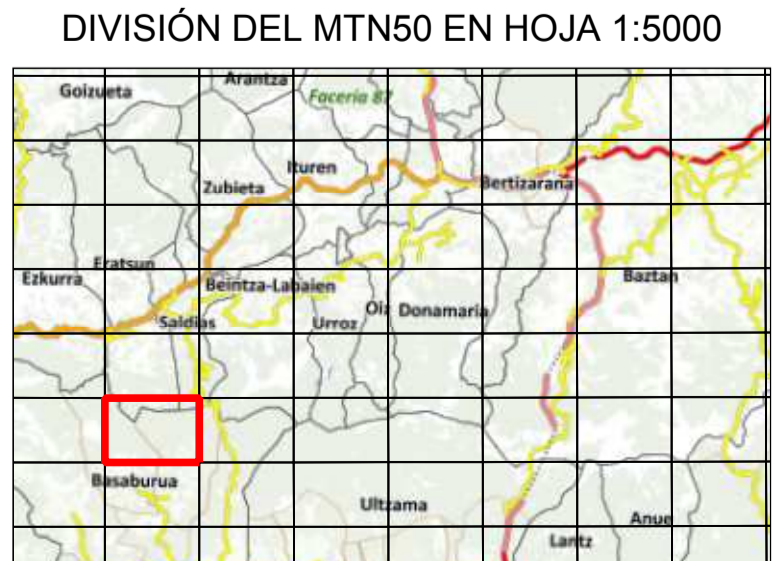 DIVISIÓN DEL MTN50 EN HOJA 1:5000
Goizueta
Arantza
Facería 87
Ituren
Zubieta
Bertizarana
Ezkurra
Eratsun
Beintza-Labaien
Baztan
Saldias
Urroz
Oiz
Donamaria
Basaburua
Ultzama
Anue
Lantz